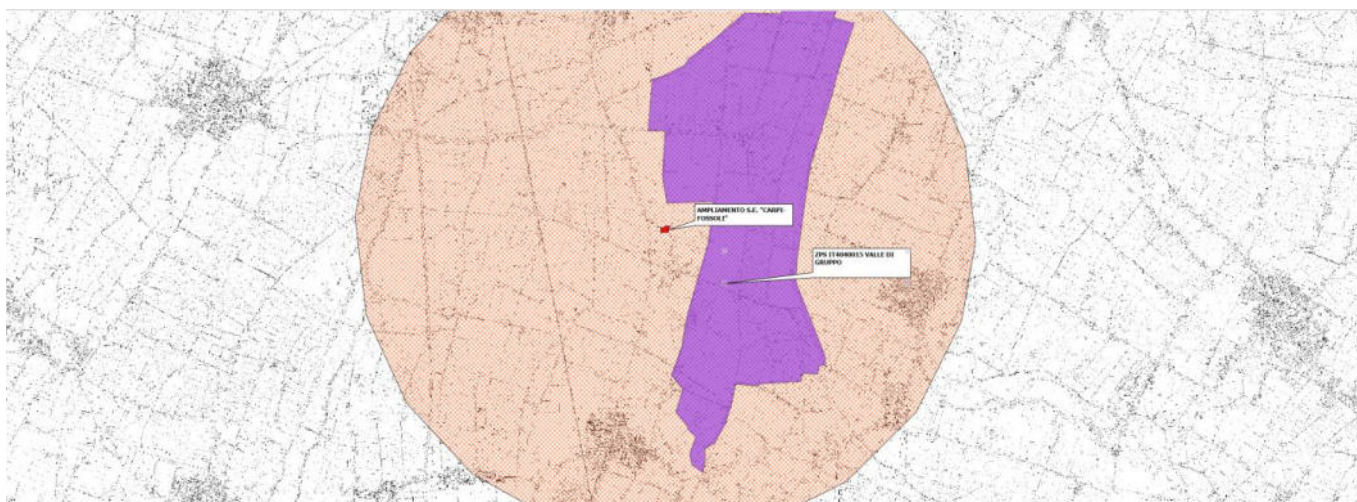 AMPLIAMENTO S.E. "CARPI-
FOSSOLI"
ZPS IT4040015 VALLE DI
GRUPPO